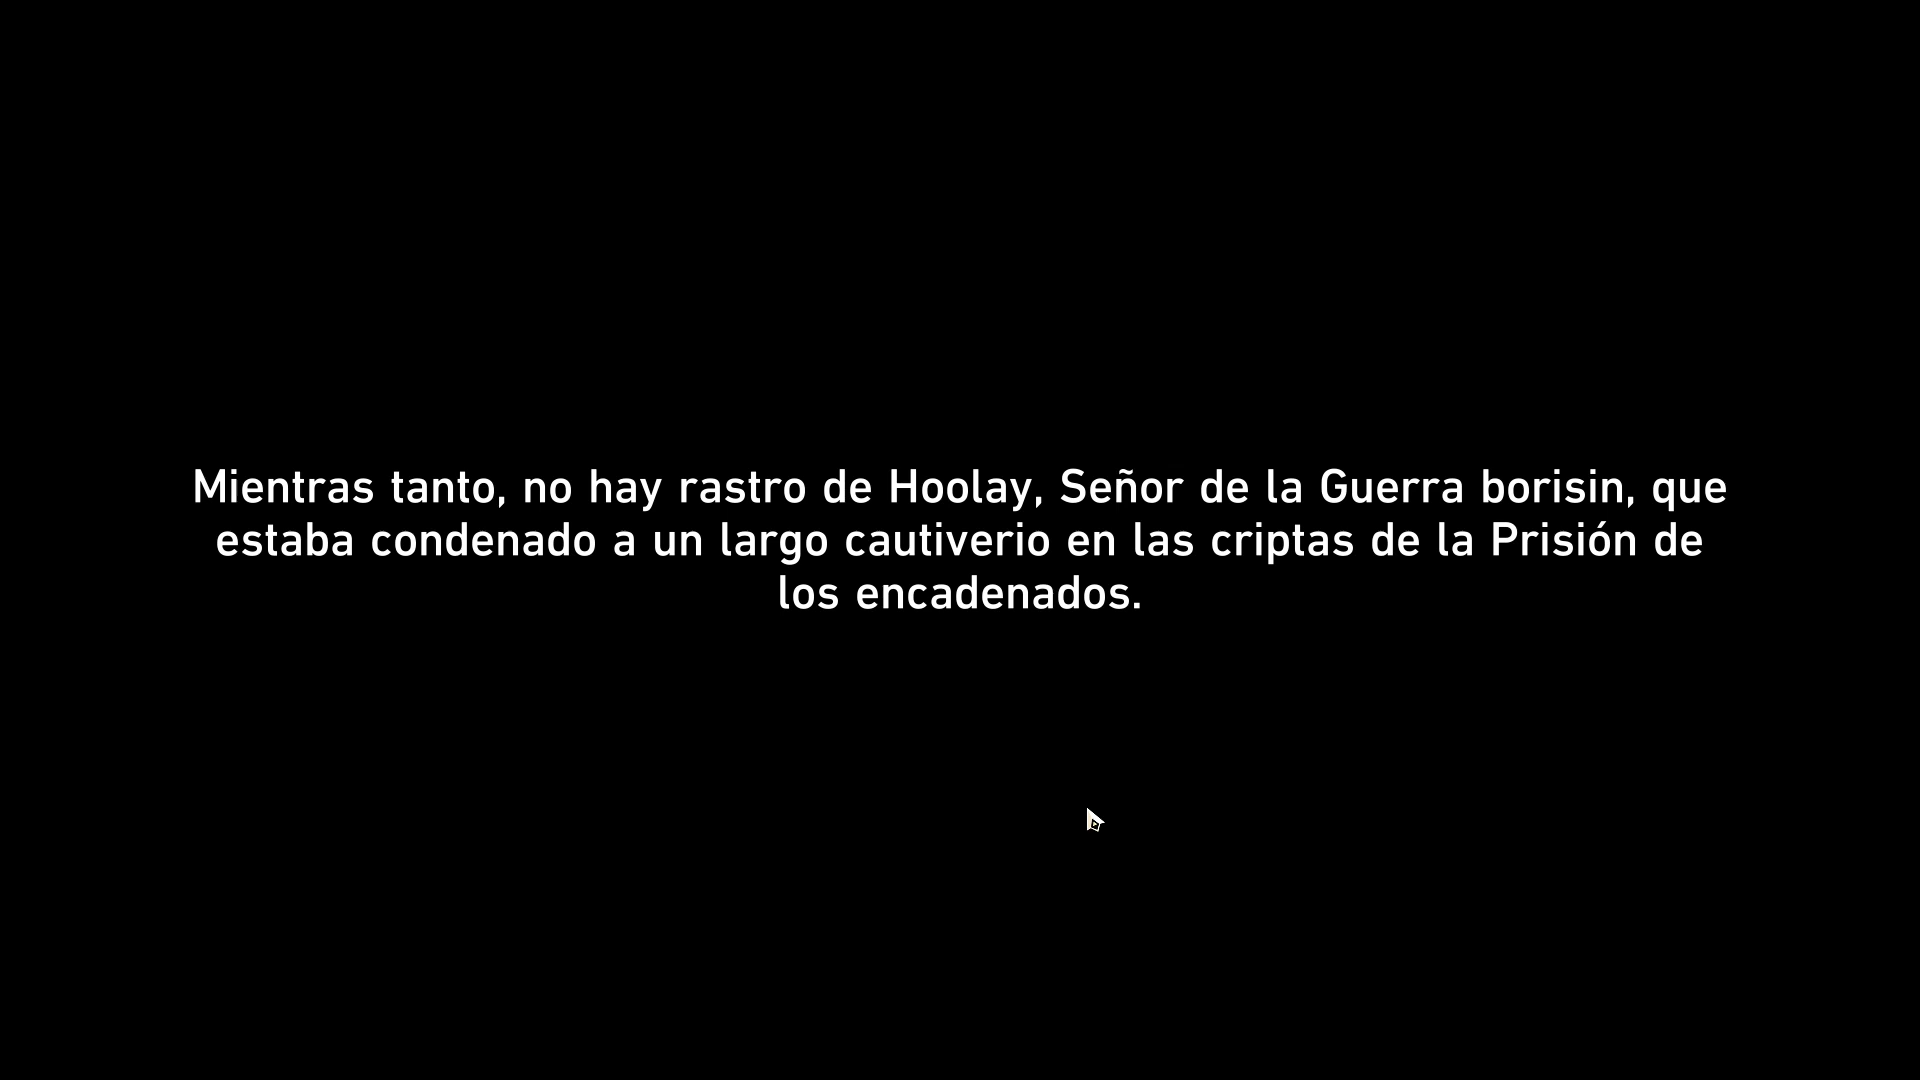 Mientras tanto, no hay rastro de Hoolay, Señor de la Guerra borisin, que
estaba condenado a un largo cautiverio en las criptas de la Prisión de
los encadenados.